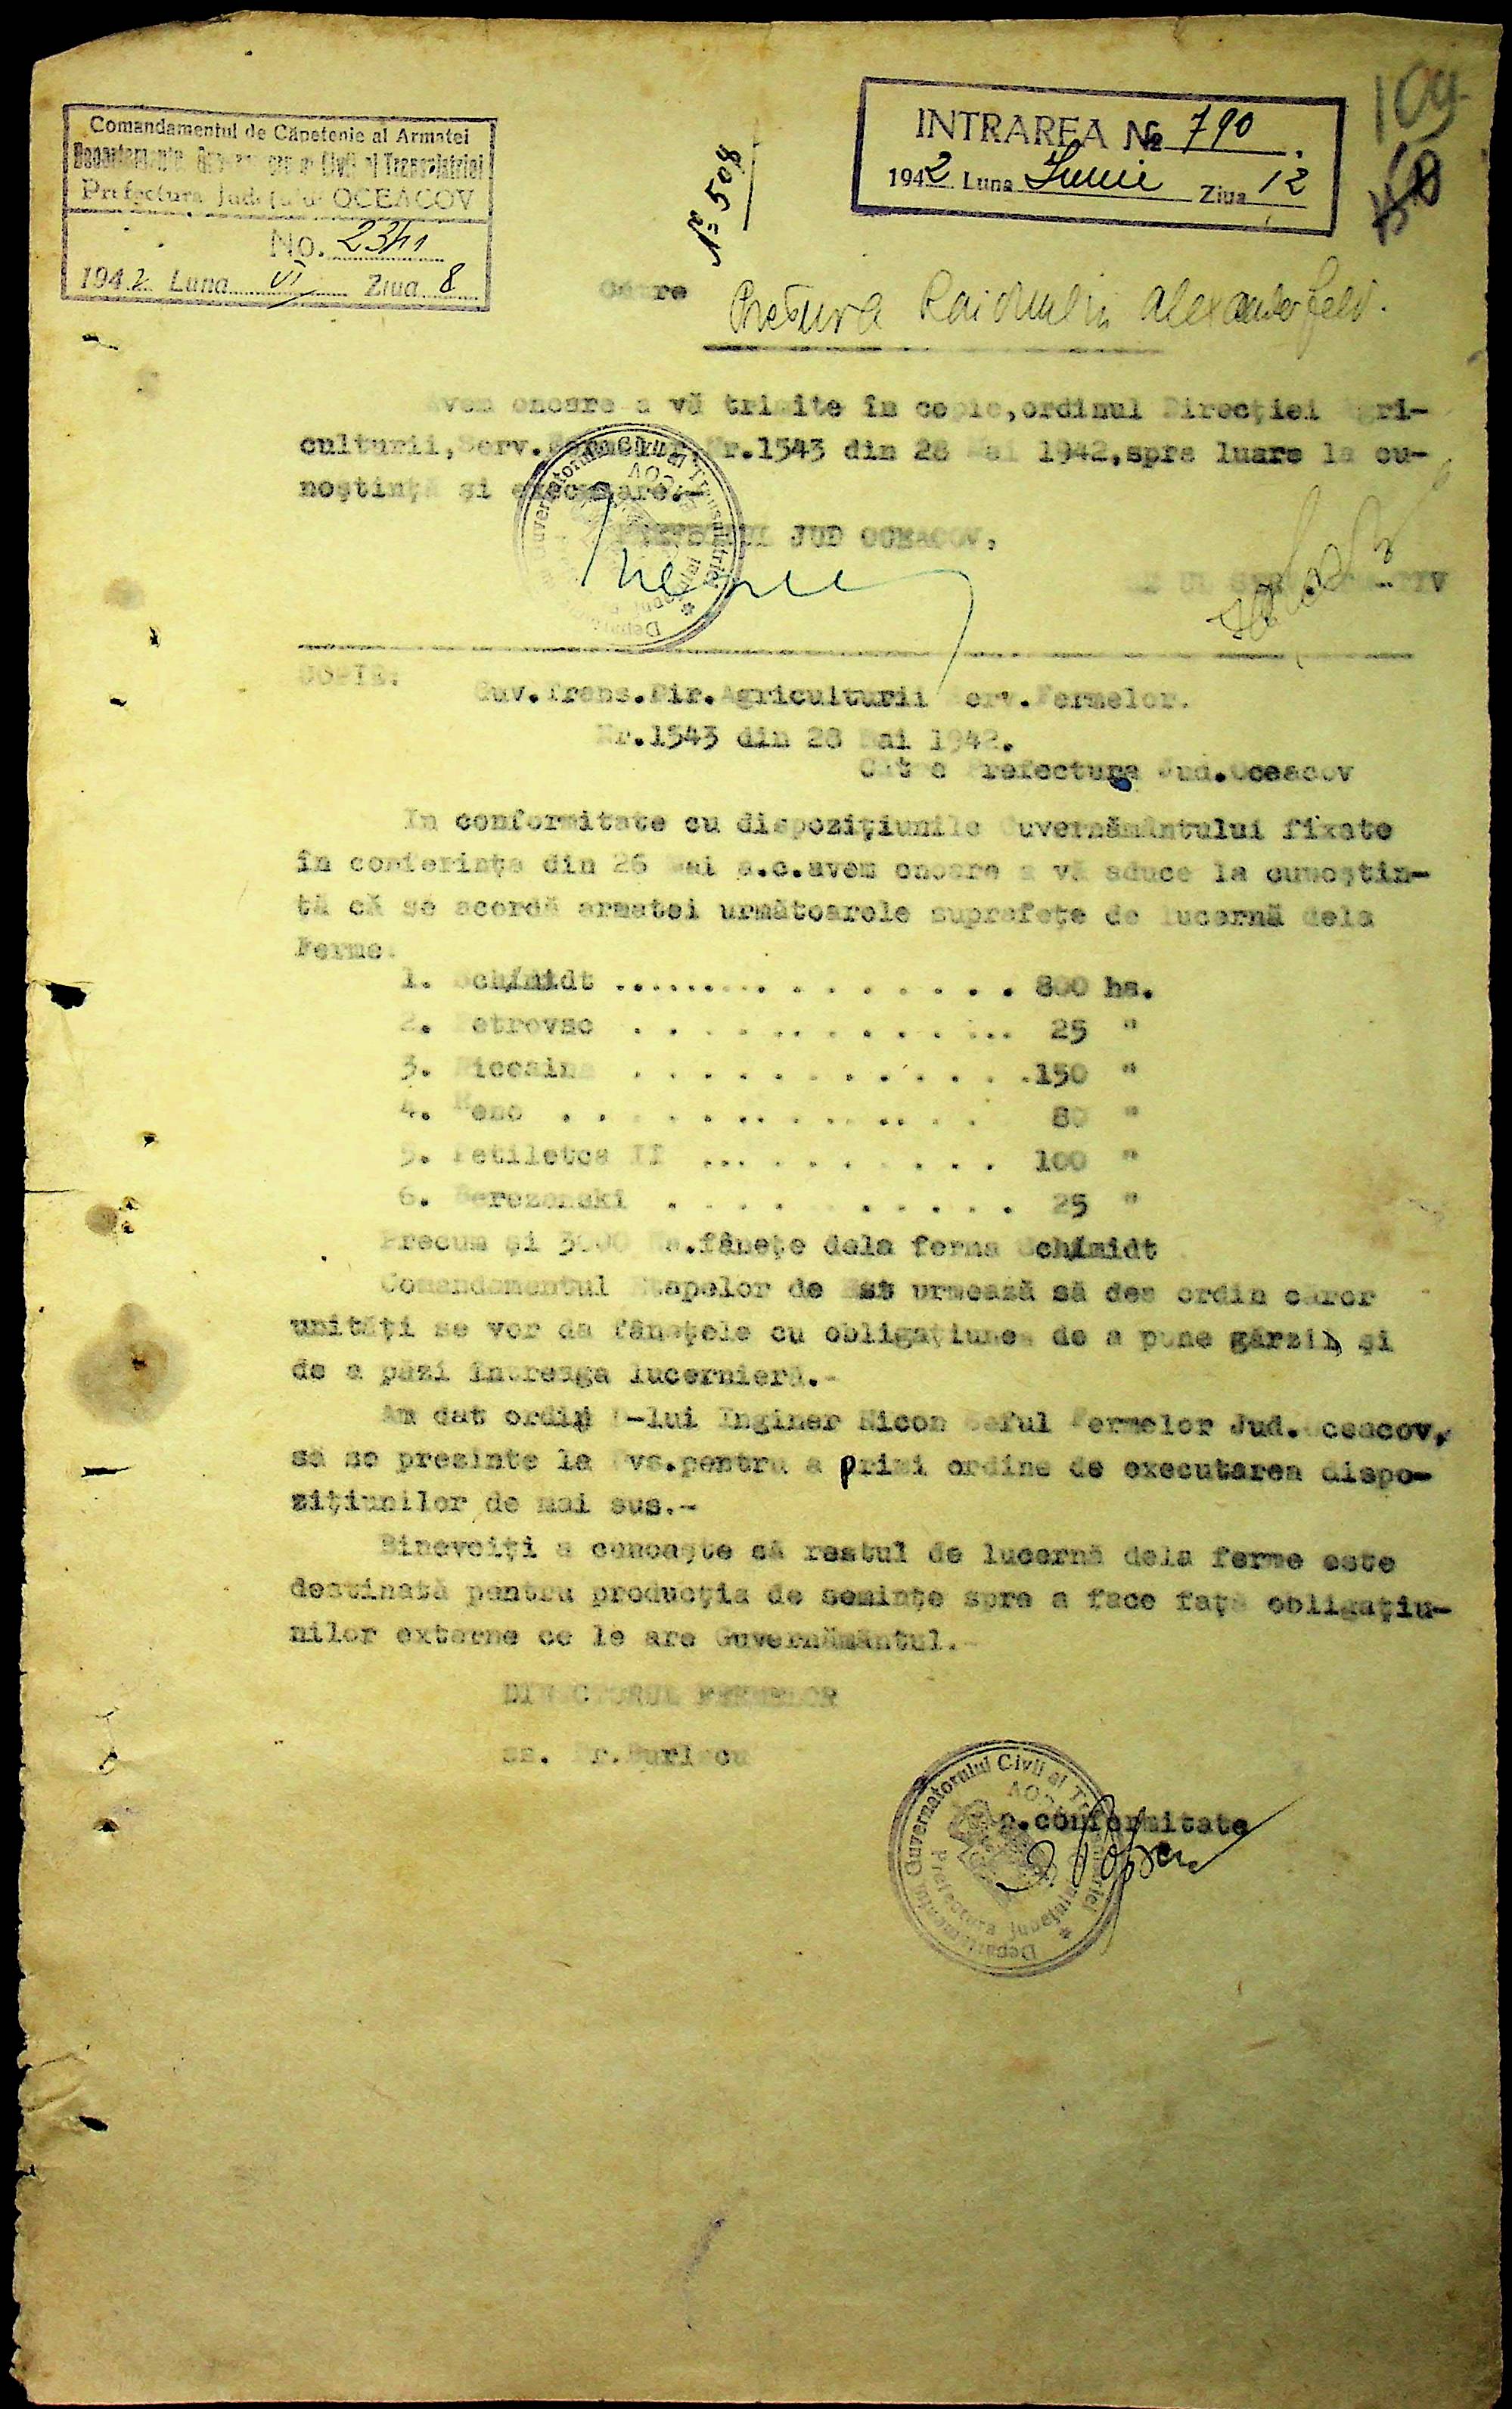 Comandamentul de Căpetenie al Armatei
Prefectura Județului OCEACOV
No.
1942 Luna VI Ziua 8
INTRAREA No 790
1942 Luna Iunie Ziua 12
109
No 508
Către Pretura Raionului Alexanderfeld.
Avem onoare a vă trimite în copie,ordinul Direcției Agri-
culturii,Serv.Fermelor Nr.1543 din 28 Mai 1942,spre luare la cu-
noștință și executare.-
PREFECTUL JUD OCEACOV,
COPIE.
Guv.Trans.Dir.Agriculturii Serv.Fermelor.
Nr.1543 din 28 Mai 1942.
Către Prefectura Jud.Oceacov
In conformitate cu dispozițiunile Guvernământului fixate
în conferința din 26 Mai a.c.avem onoare a vă aduce la cunoștin-
tă că se acordă armatei următoarele suprafețe de lucernă dela
Ferme.
1. Schmidt .................. 800 ha.
2. Petrovsc .................. 25 "
3. .................. 150 "
4. .................. 80 "
5. Petiletca II .................. 100 "
6. Berezanski .................. 25 "
Precum și 3000 Ha.fânețe dela ferma Schmidt
Comandamentul Etapelor de Est urmează să dea ordin căror
unități se vor da fânețele cu obligațiunea de a pune gărzi și
de a păzi întreaga lucernieră.-
Am dat ordin D-lui Inginer Nicon Seful Fermelor Jud.Oceacov,
să se prezinte la Dvs.pentru a primi ordine de executarea dispo-
zițiunilor de mai sus.-
Binevoiți a cunoaște că restul de lucernă dela ferme este
destinată pentru producția de semințe spre a face față obligațiu-
nilor externe ce le are Guvernământul.-
DIRECTORUL FERMELOR
ss. Dr.Burlacu
p.conformitate
Departamentul Guvernatorului Civil al Transnistriei
Prefectura Județului